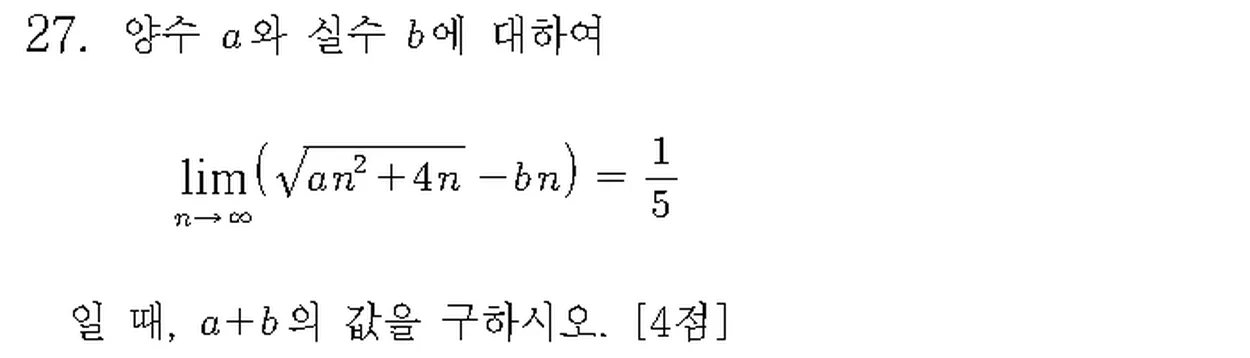 27. 양수 a와 실수 b에 대하여
lim_{n→∞}(√(an²+4n) − bn) = 1/5
일 때, a+b의 값을 구하시오. [4점]